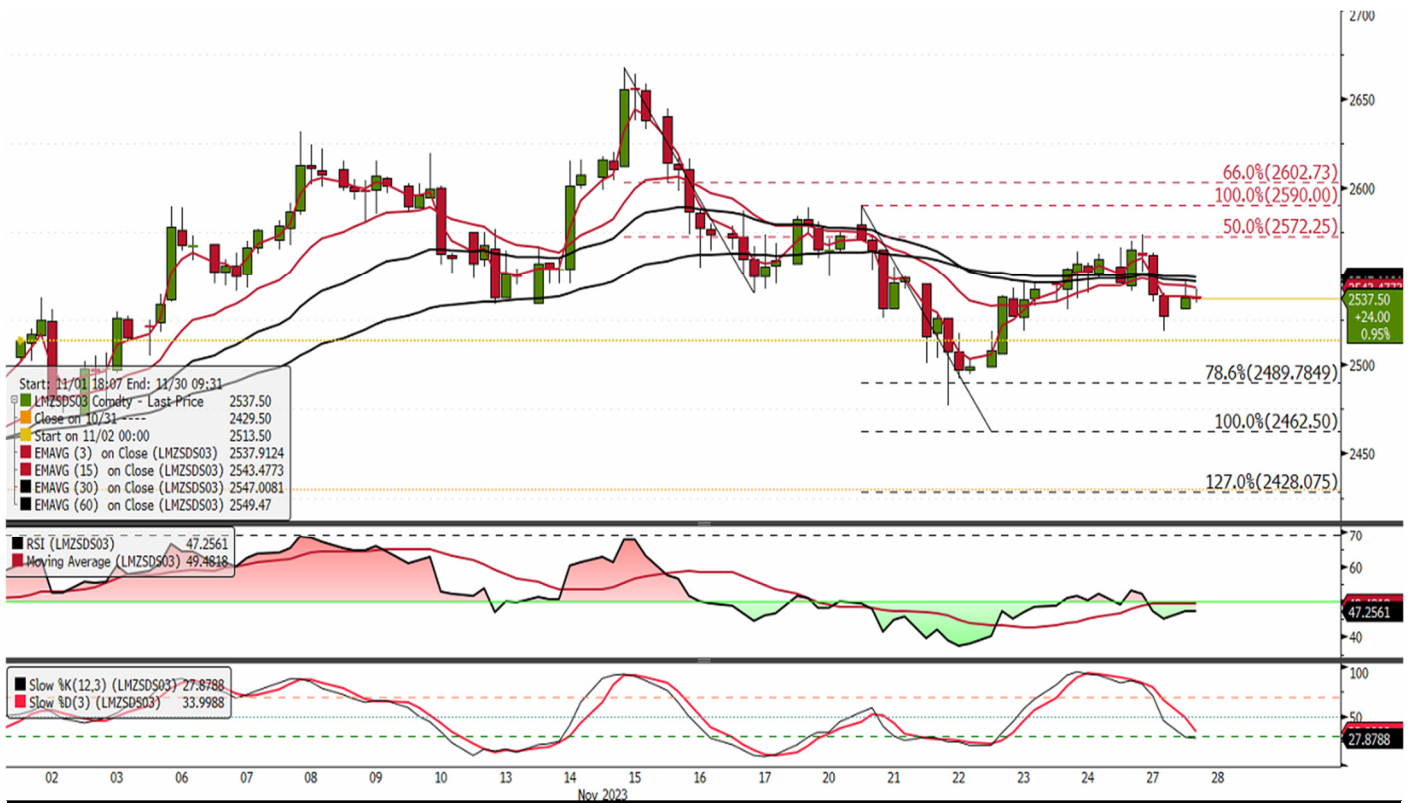 2700
2650
66.0%(2602.73)
2600
100.0%(2590.00)
50.0%(2572.25)
2537.50
+24.00
0.95%
2500
78.6%(2489.7849)
100.0%(2462.50)
2450
127.0%(2428.075)
Start: 11/01 18:07 End: 11/30 09:31
LMZSDS03 Comdty - Last Price 2537.50
Close on 10/31 ---- 2429.50
Start on 11/02 00:00 2513.50
EMAVG (3) on Close (LMZSDS03) 2537.9124
EMAVG (15) on Close (LMZSDS03) 2543.4773
EMAVG (30) on Close (LMZSDS03) 2547.0081
EMAVG (60) on Close (LMZSDS03) 2549.47
RSI (LMZSDS03) 47.2561
Moving Average (LMZSDS03) 49.4818
70
60
47.2561
40
Slow %K(12,3) (LMZSDS03) 27.8788
Slow %D(3) (LMZSDS03) 33.9988
100
50
27.8788
02 03 06 07 08 09 10 13 14 15 16 17 20 21 22 23 24 27 28
Nov 2023